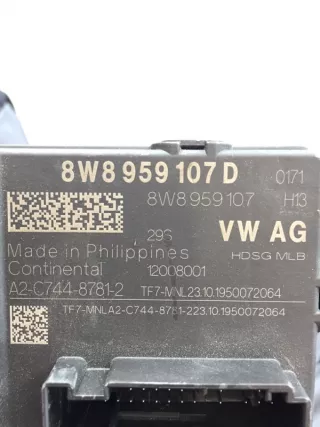 8W8 959 107 D 0171
8W8 959 107 H13
296 VW AG
Made in Philippines HDSG MLB
Continental 12008001
A2-C744-8781-2 TF7-MNL23.10.1950072064
TF7-MNLA2-C744-8781-223.10.1950072064